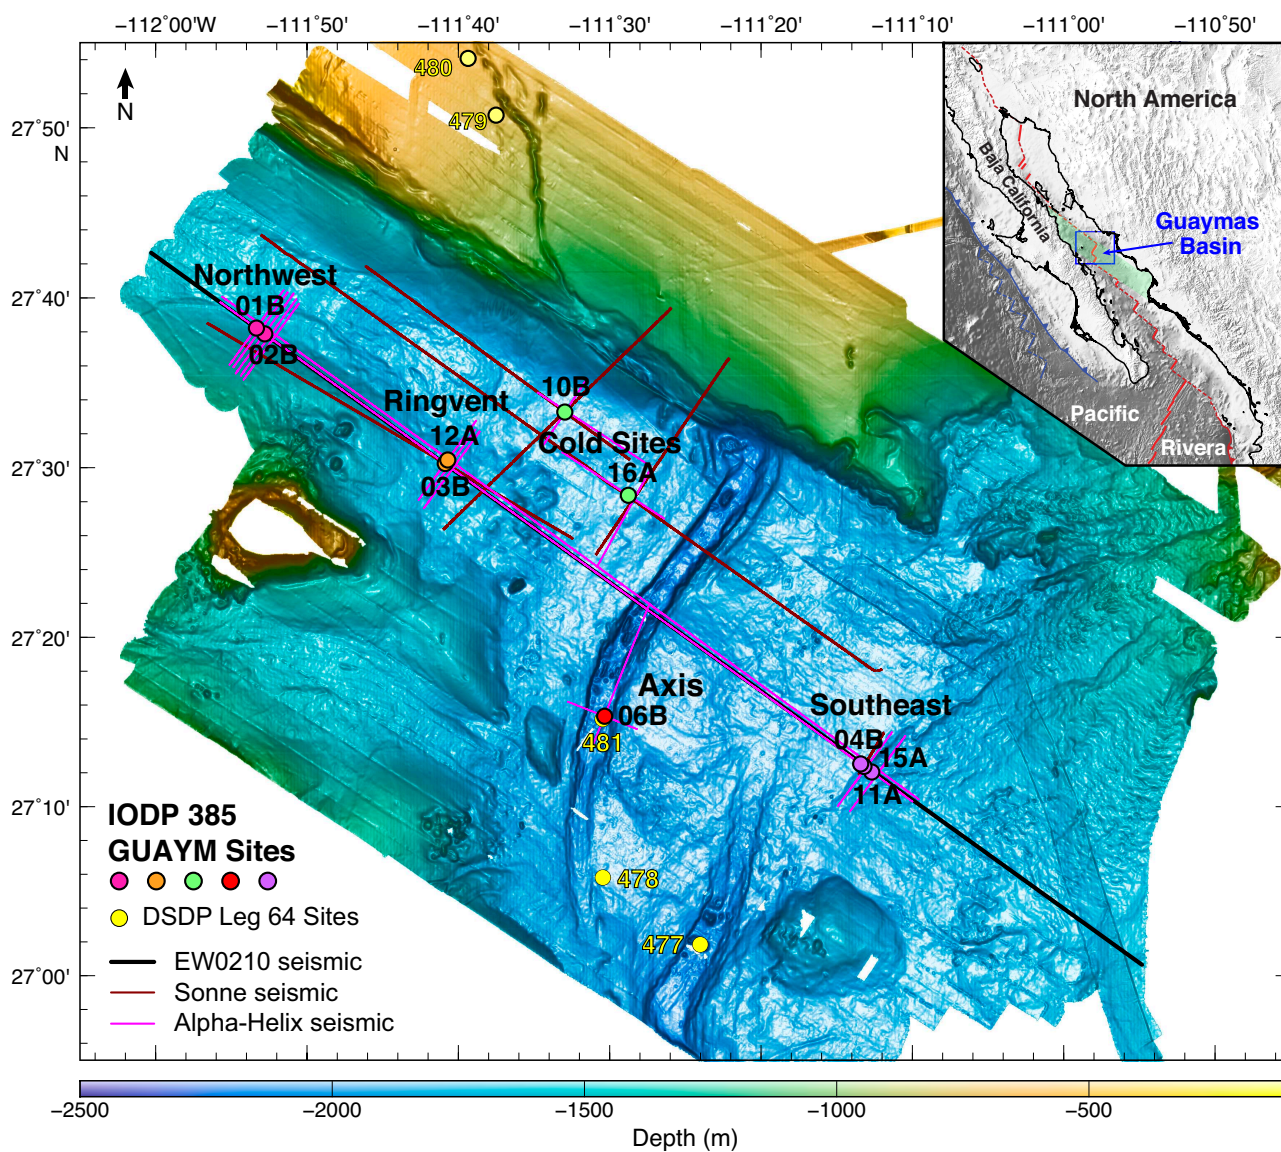 −112°00'W
−111°50'
−111°40'
−111°30'
−111°20'
−111°10'
−111°00'
−110°50'
27°50'
N
27°40'
27°30'
27°20'
27°10'
27°00'
N
480
479
North America
Baja California
Guaymas
Basin
Pacific
Rivera
Northwest
01B
02B
Ringvent
12A
03B
10B
Cold Sites
16A
Axis
06B
481
Southeast
04B
15A
11A
478
477
IODP 385
GUAYM Sites
DSDP Leg 64 Sites
EW0210 seismic
Sonne seismic
Alpha-Helix seismic
−2500
−2000
−1500
−1000
−500
Depth (m)